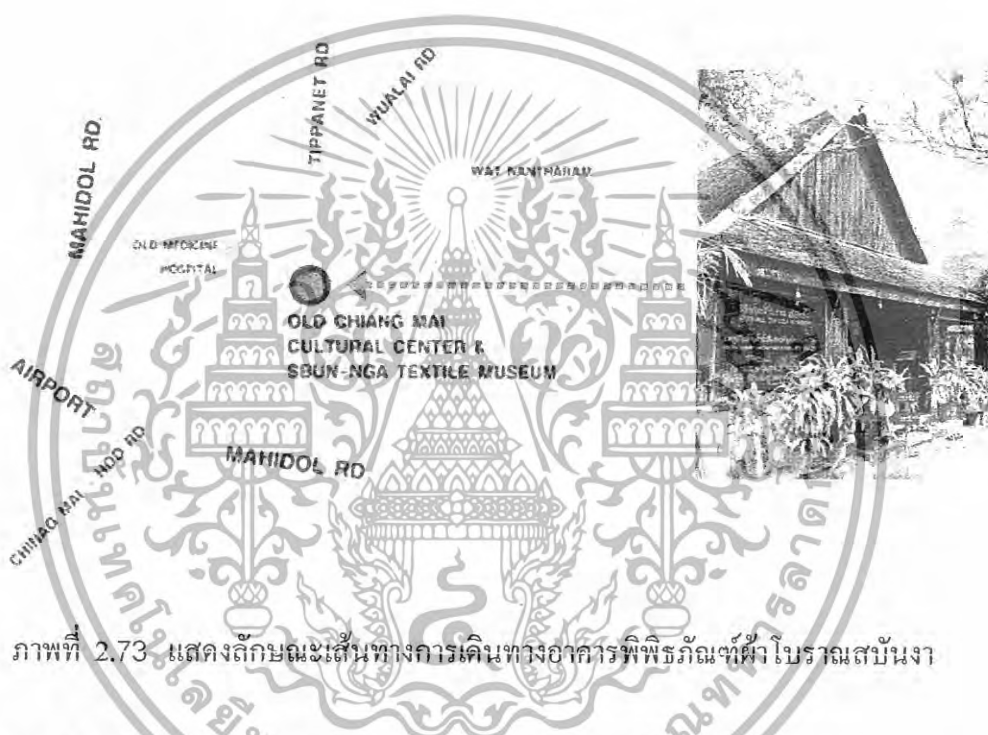 TIPPANET RD
WUALAI RD
MAHIDOL RD.
WAT NANTHARAM
OLD MEDICINE
HOSPITAL
OLD CHIANG MAI
CULTURAL CENTER &
SBUN-NGA TEXTILE MUSEUM
AIRPORT
MAHIDOL RD
CHINAG MAI - HOD RD
ภาพที่ 2.73 แสดงลักษณะเส้นทางการเดินทางอาคารพิพิธภัณฑ์ผ้าโบราณสบันงา